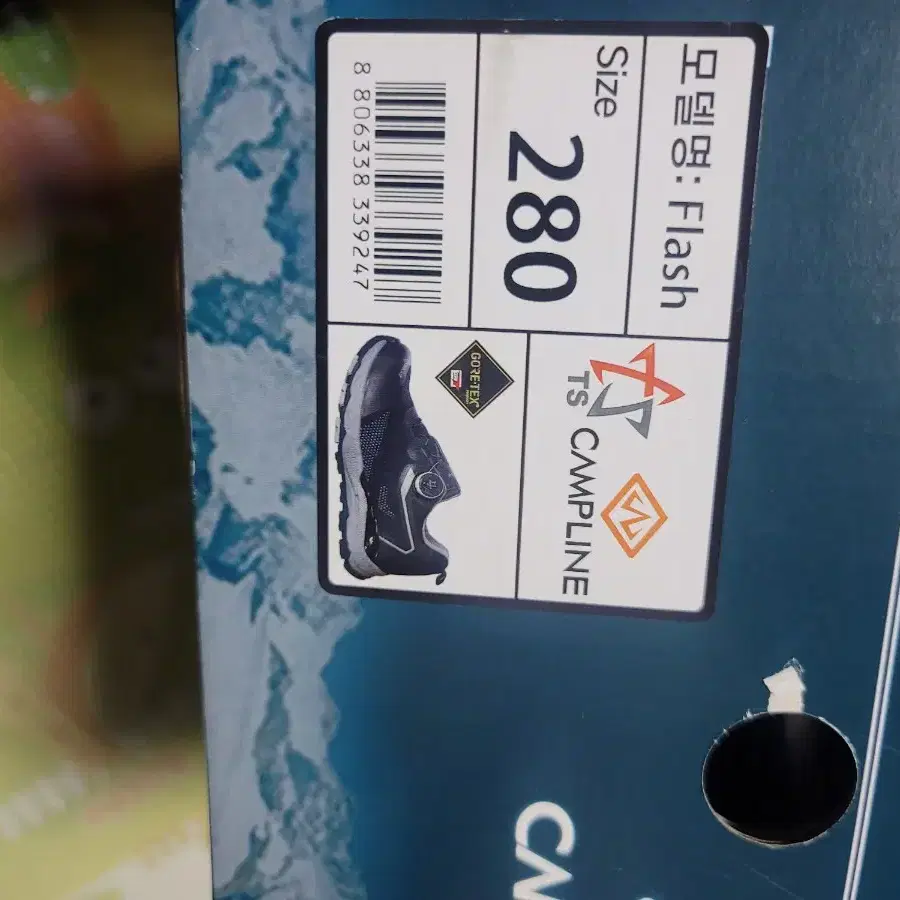 모델명: Flash
Size
280
8 806338 339247
TS CAMPLINE
GORE-TEX